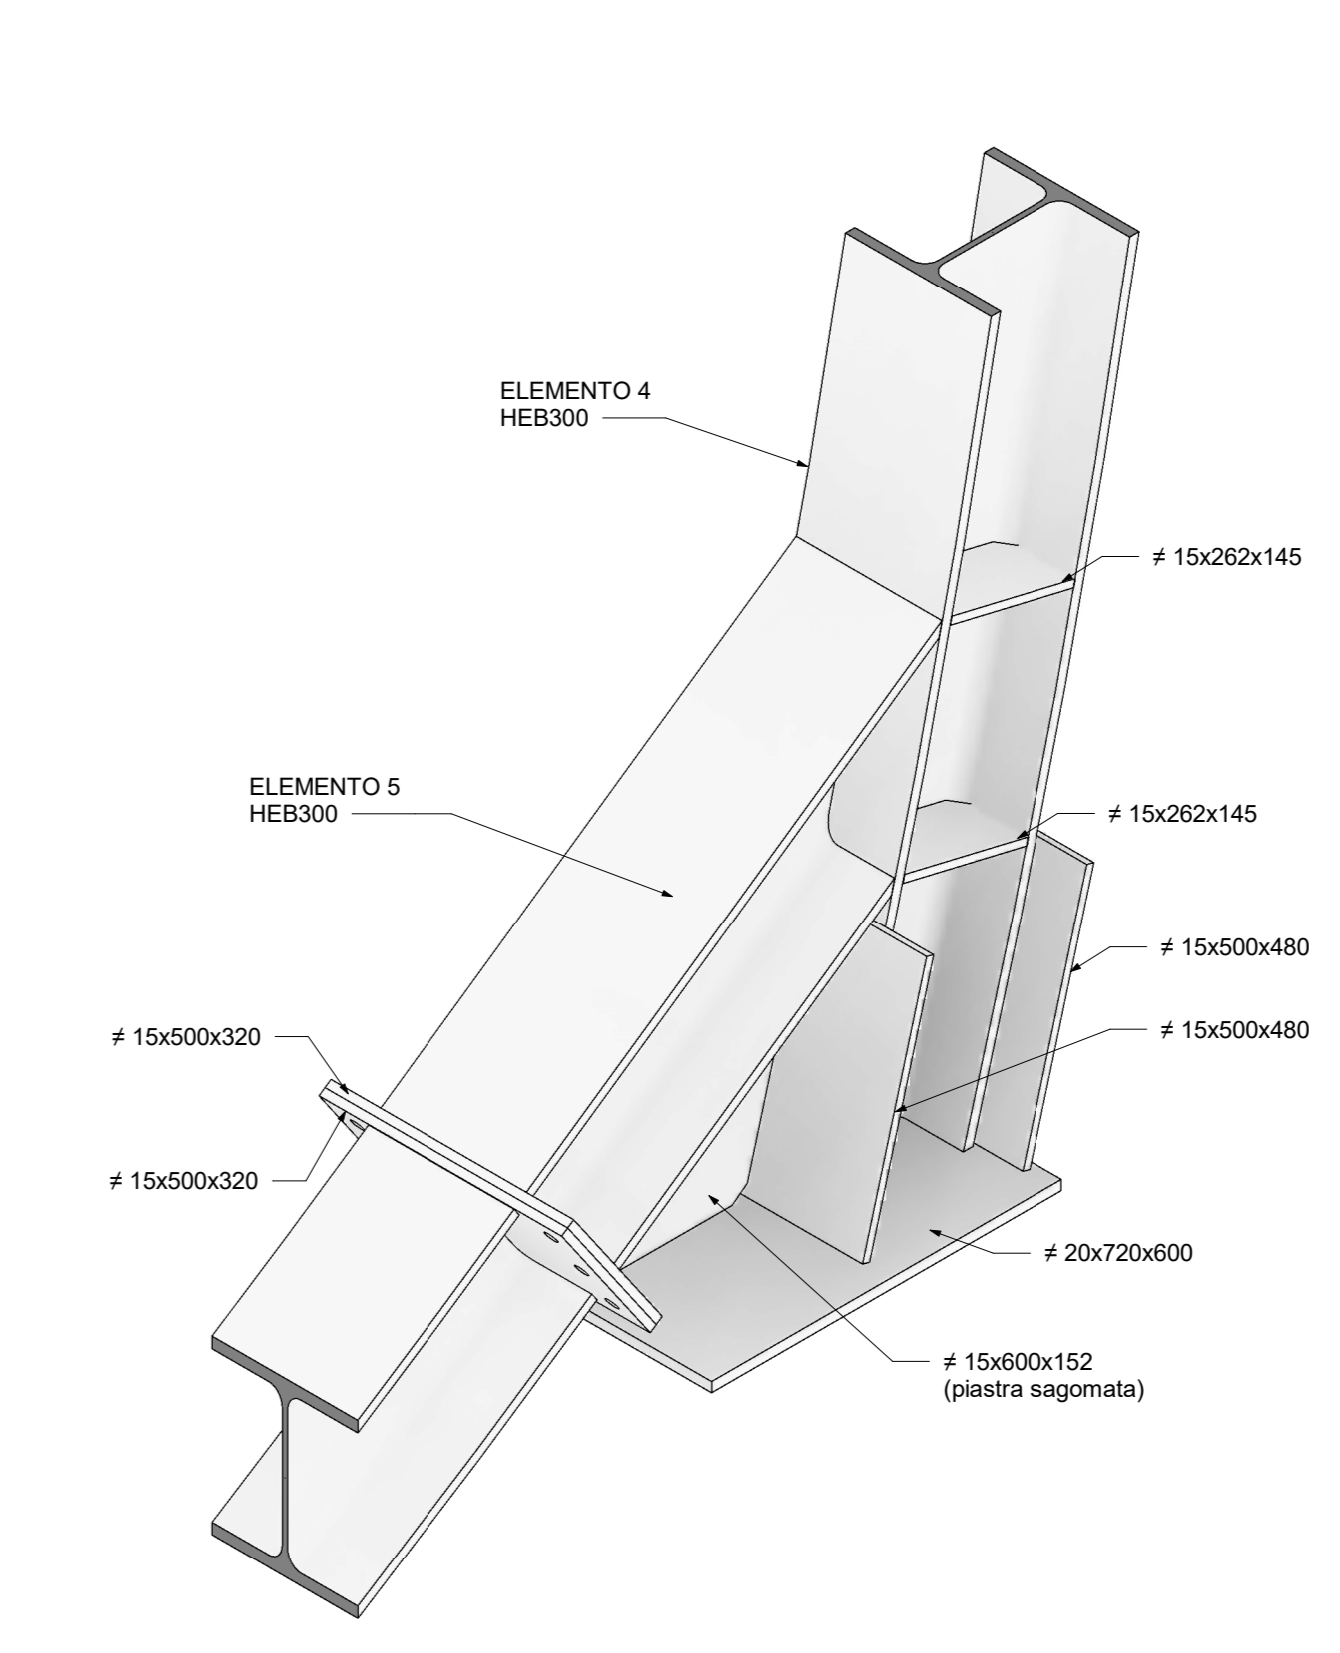 ELEMENTO 4
HEB300
≠ 15x262x145
ELEMENTO 5
HEB300
≠ 15x262x145
≠ 15x500x480
≠ 15x500x480
≠ 15x500x320
≠ 15x500x320
≠ 20x720x600
≠ 15x600x152
(piastra sagomata)